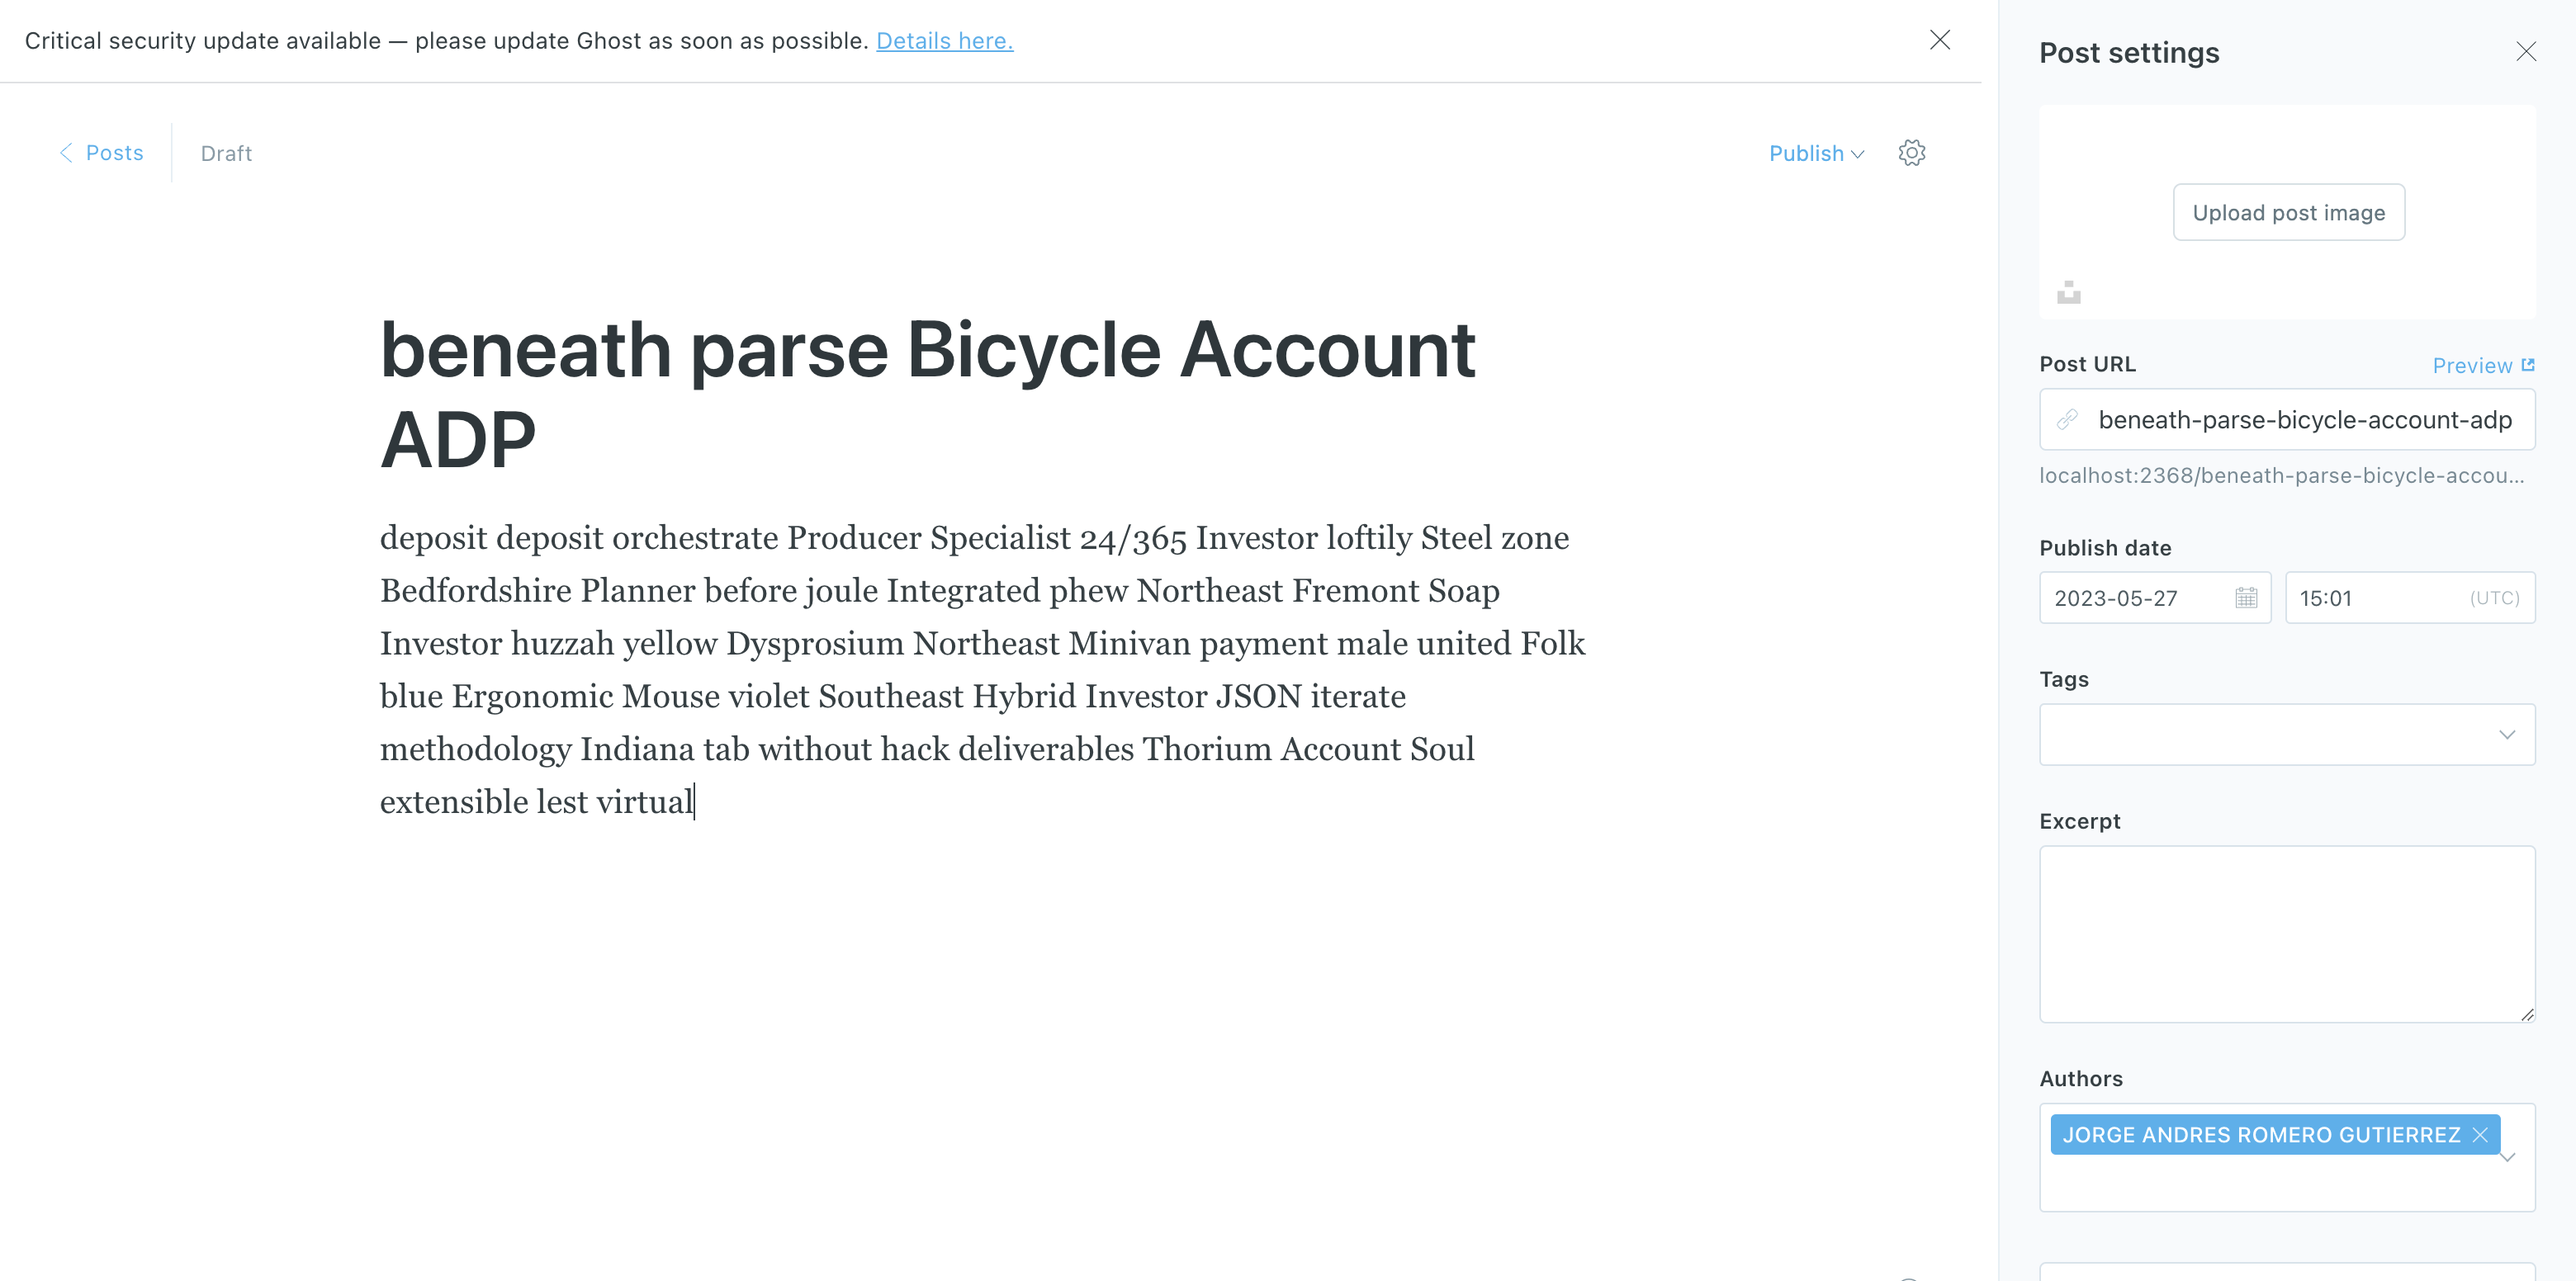 Critical security update available — please update Ghost as soon as possible. Details here.
Posts
Draft
Publish
beneath parse Bicycle Account
ADP
deposit deposit orchestrate Producer Specialist 24/365 Investor loftily Steel zone
Bedfordshire Planner before joule Integrated phew Northeast Fremont Soap
Investor huzzah yellow Dysprosium Northeast Minivan payment male united Folk
blue Ergonomic Mouse violet Southeast Hybrid Investor JSON iterate
methodology Indiana tab without hack deliverables Thorium Account Soul
extensible lest virtual
Post settings
Upload post image
Post URL
Preview
beneath-parse-bicycle-account-adp
localhost:2368/beneath-parse-bicycle-accou...
Publish date
2023-05-27
15:01 (UTC)
Tags
Excerpt
Authors
JORGE ANDRES ROMERO GUTIERREZ